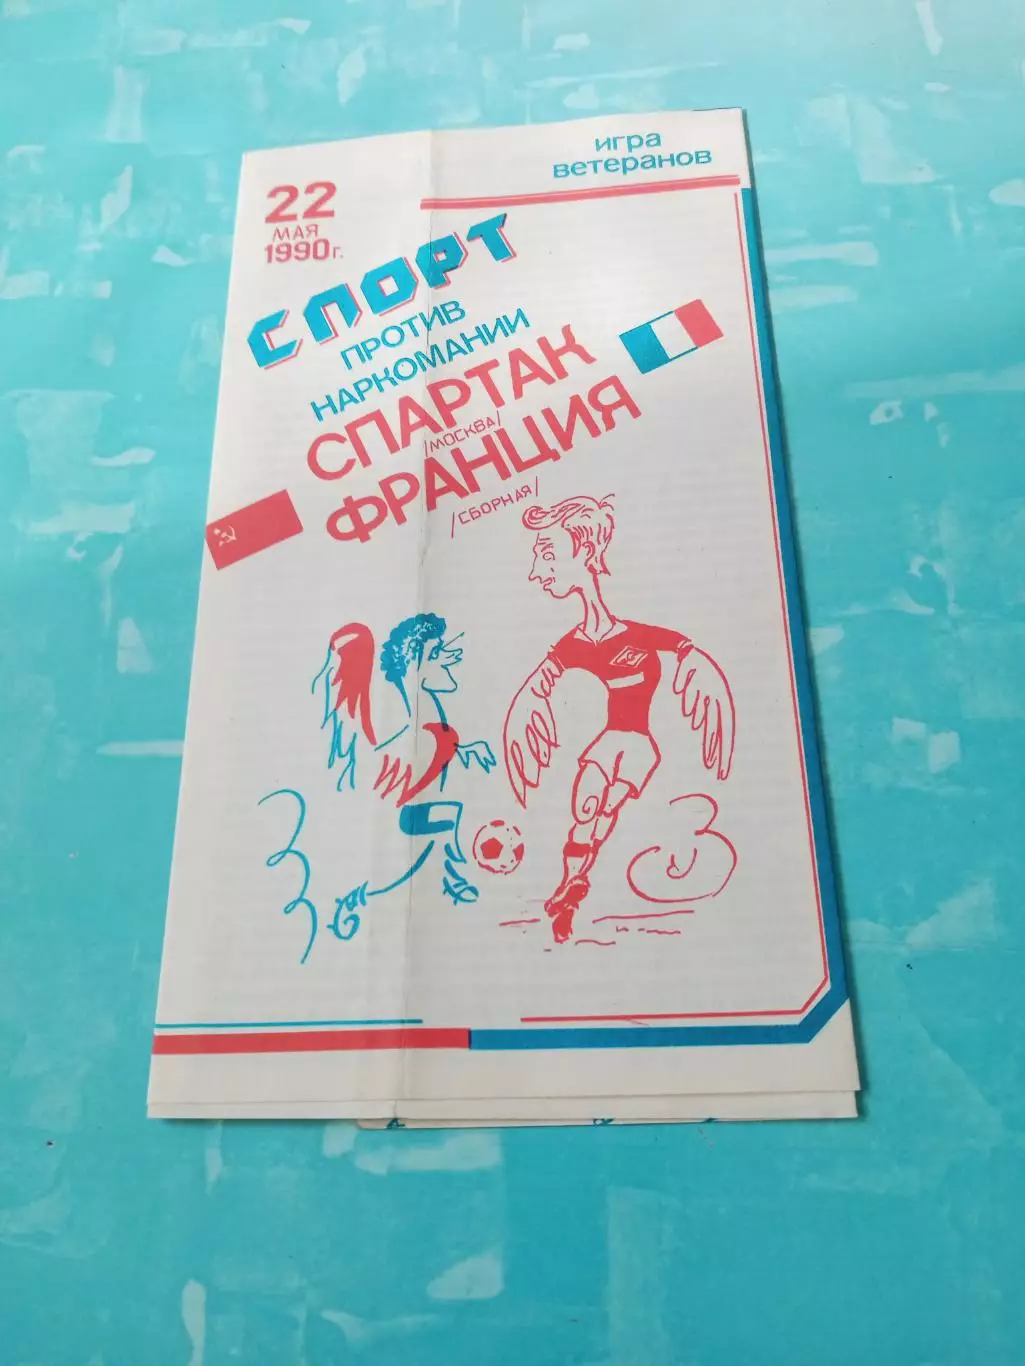 игра
ветеранов
22
МАЯ
1990г.
СПОРТ
ПРОТИВ
НАРКОМАНИИ
СПАРТАК
/МОСКВА/
ФРАНЦИЯ
/СБОРНАЯ/